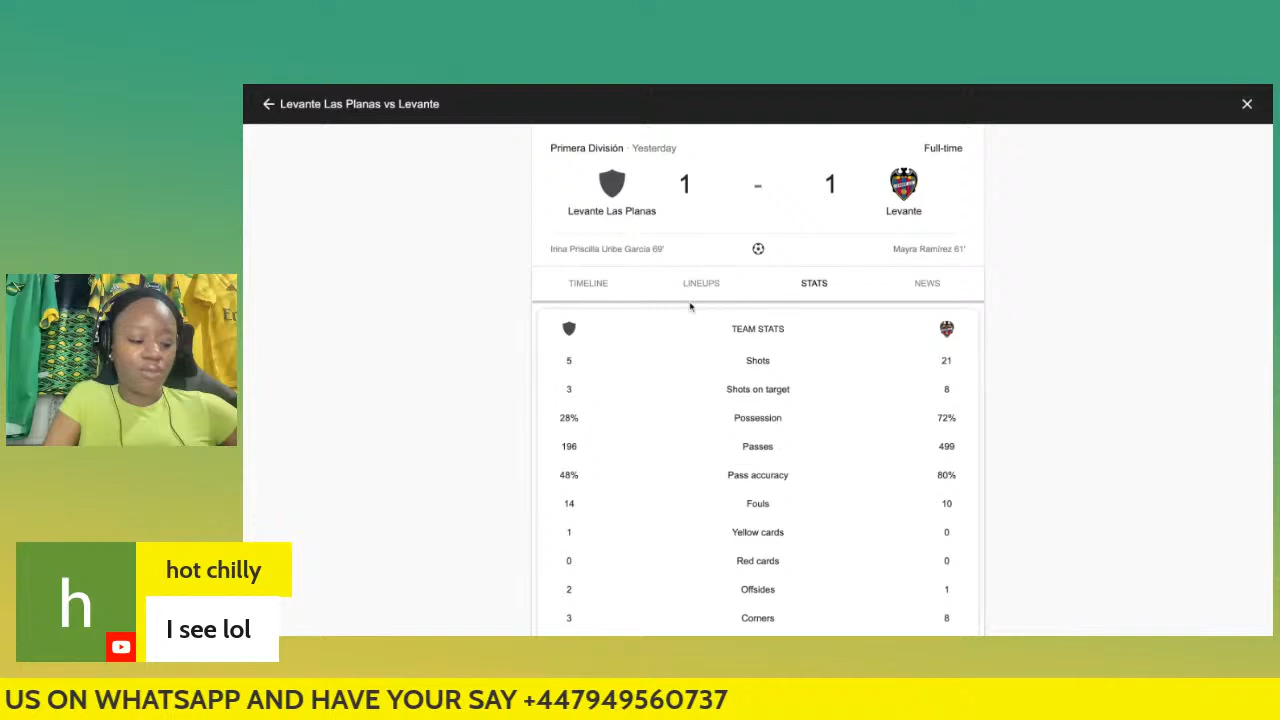 Levante Las Planas vs Levante
Primera División · Yesterday
Full-time
1 - 1
Levante Las Planas
Levante
Irina Priscilla Uribe García 69'
Mayra Ramírez 61'
TIMELINE LINEUPS STATS NEWS
TEAM STATS
5 Shots 21
3 Shots on target 8
28% Possession 72%
196 Passes 499
48% Pass accuracy 80%
14 Fouls 10
1 Yellow cards 0
0 Red cards 0
2 Offsides 1
3 Corners 8
h
hot chilly
I see lol
US ON WHATSAPP AND HAVE YOUR SAY +447949560737